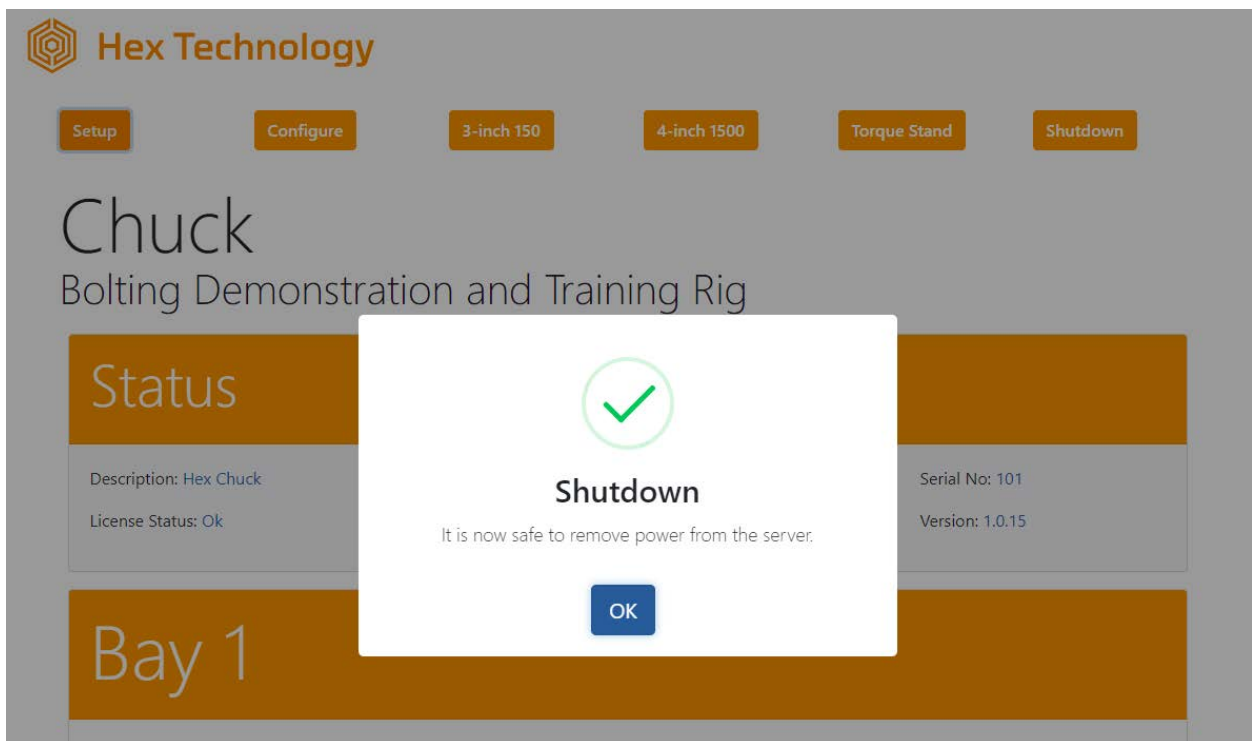 Hex Technology
Setup Configure 3-inch 150 4-inch 1500 Torque Stand Shutdown
Chuck
Bolting Demonstration and Training Rig
Status
Description: Hex Chuck
Serial No: 101
License Status: Ok
Version: 1.0.15
Shutdown
It is now safe to remove power from the server.
OK
Bay 1